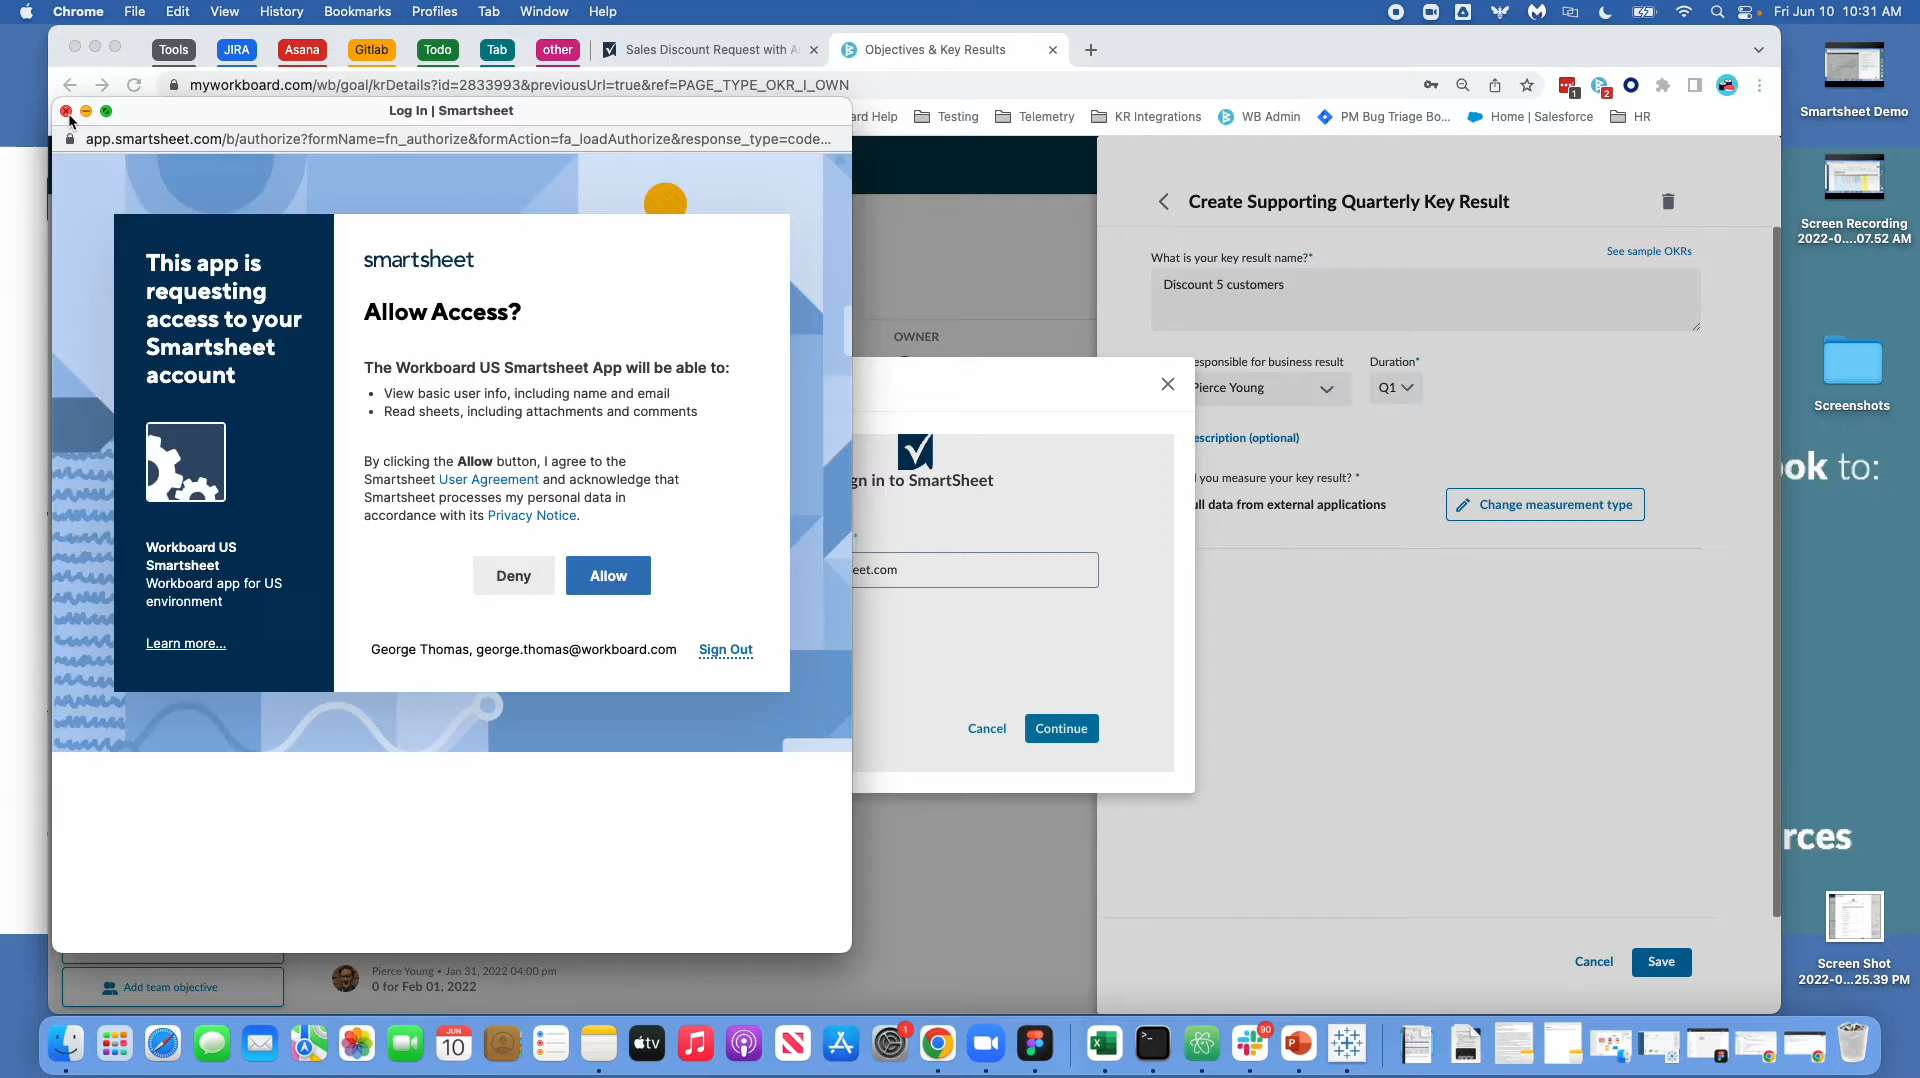 Chrome File Edit View History Bookmarks Profiles Tab Window Help
Fri Jun 10 10:31 AM
Tools JIRA Asana Gitlab Todo Tab other
Sales Discount Request with A
Objectives & Key Results
myworkboard.com/wb/goal/krDetails?id=2833993&previousUrl=true&ref=PAGE_TYPE_OKR_I_OWN
1
2
Log In | Smartsheet
ard Help Testing Telemetry KR Integrations WB Admin PM Bug Triage Bo... Home | Salesforce HR
app.smartsheet.com/b/authorize?formName=fn_authorize&formAction=fa_loadAuthorize&response_type=code...
This app is
requesting
access to your
Smartsheet
account
Workboard US
Smartsheet
Workboard app for US
environment
Learn more...
smartsheet
Allow Access?
The Workboard US Smartsheet App will be able to:
• View basic user info, including name and email
• Read sheets, including attachments and comments
By clicking the Allow button, I agree to the
Smartsheet User Agreement and acknowledge that
Smartsheet processes my personal data in
accordance with its Privacy Notice.
Deny
Allow
George Thomas, george.thomas@workboard.com
Sign Out
OWNER
gn in to SmartSheet
*
eet.com
Cancel
Continue
Create Supporting Quarterly Key Result
See sample OKRs
What is your key result name?*
Discount 5 customers
esponsible for business result
Duration*
Pierce Young
Q1
escription (optional)
l you measure your key result? *
ull data from external applications
Change measurement type
Cancel
Save
Add team objective
Pierce Young • Jan 31, 2022 04:00 pm
0 for Feb 01, 2022
Smartsheet Demo
Screen Recording
2022-0....07.52 AM
Screenshots
ok to:
rces
Screen Shot
2022-0...25.39 PM
JUN
10
tv
1
90